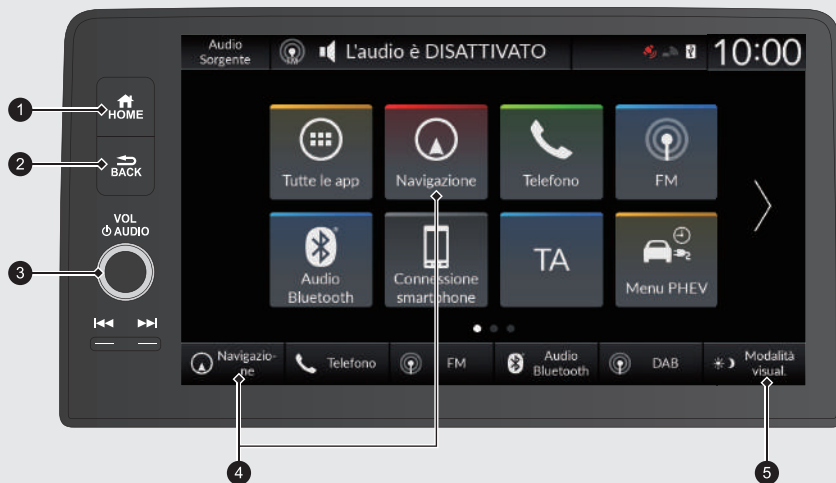 Audio
Sorgente
L'audio è DISATTIVATO
10:00
1
HOME
2
BACK
VOL
AUDIO
3
Tutte le app
Navigazione
Telefono
FM
Audio
Bluetooth
Connessione
smartphone
TA
Menu PHEV
Navigazio-
ne
Telefono
FM
Audio
Bluetooth
DAB
Modalità
visual.
4
5